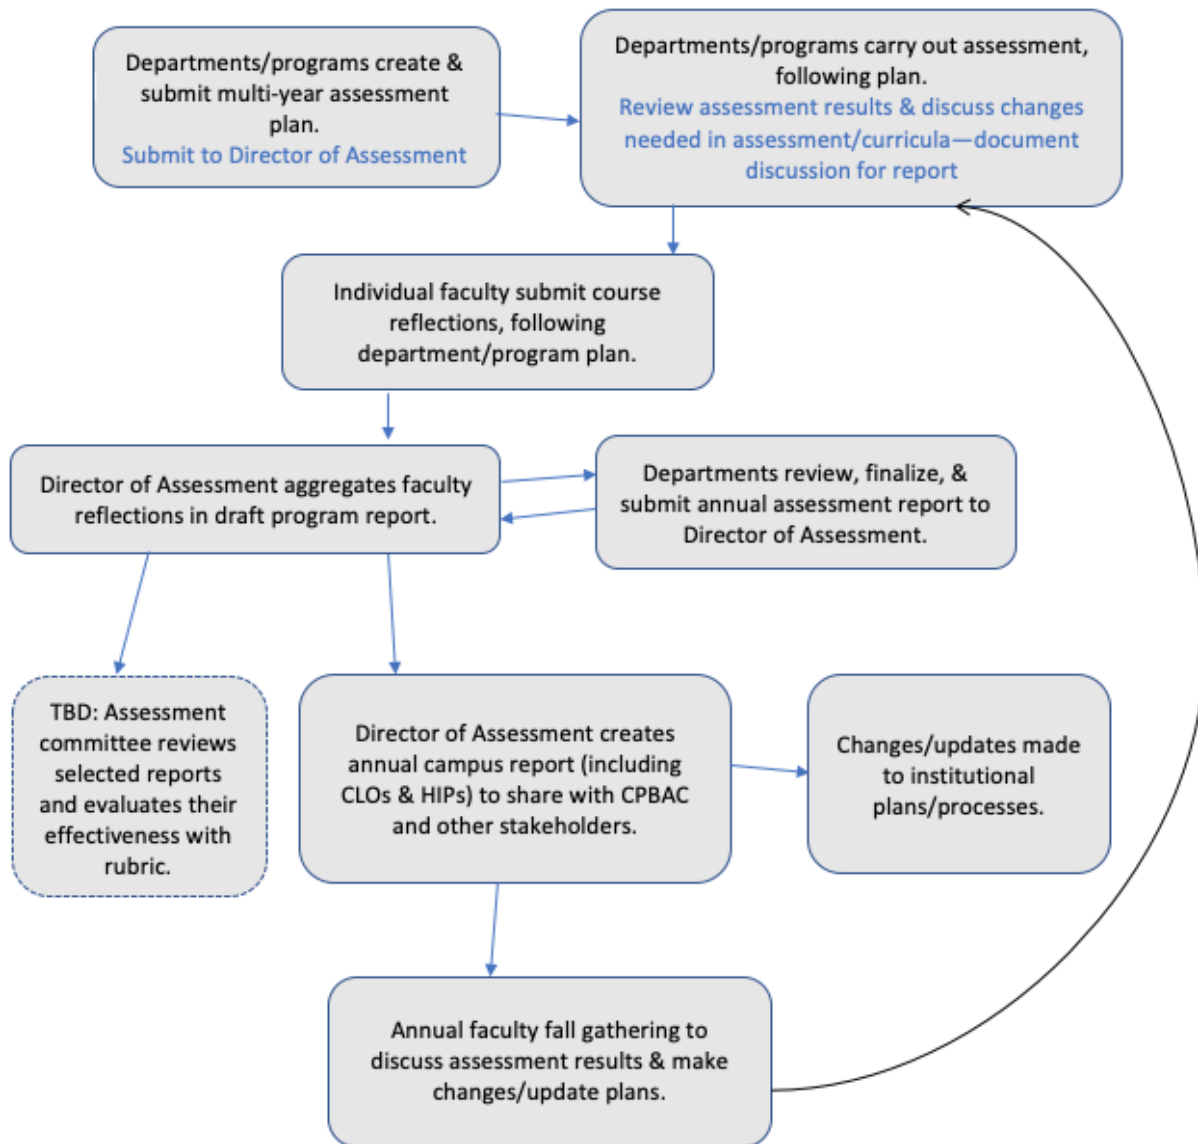 Departments/programs create &
submit multi-year assessment
plan.
Submit to Director of Assessment
Departments/programs carry out assessment,
following plan.
Review assessment results & discuss changes
needed in assessment/curricula—document
discussion for report
Individual faculty submit course
reflections, following
department/program plan.
Director of Assessment aggregates faculty
reflections in draft program report.
Departments review, finalize, &
submit annual assessment report to
Director of Assessment.
TBD: Assessment
committee reviews
selected reports
and evaluates their
effectiveness with
rubric.
Director of Assessment creates
annual campus report (including
CLOs & HIPs) to share with CPBAC
and other stakeholders.
Changes/updates made
to institutional
plans/processes.
Annual faculty fall gathering to
discuss assessment results & make
changes/update plans.